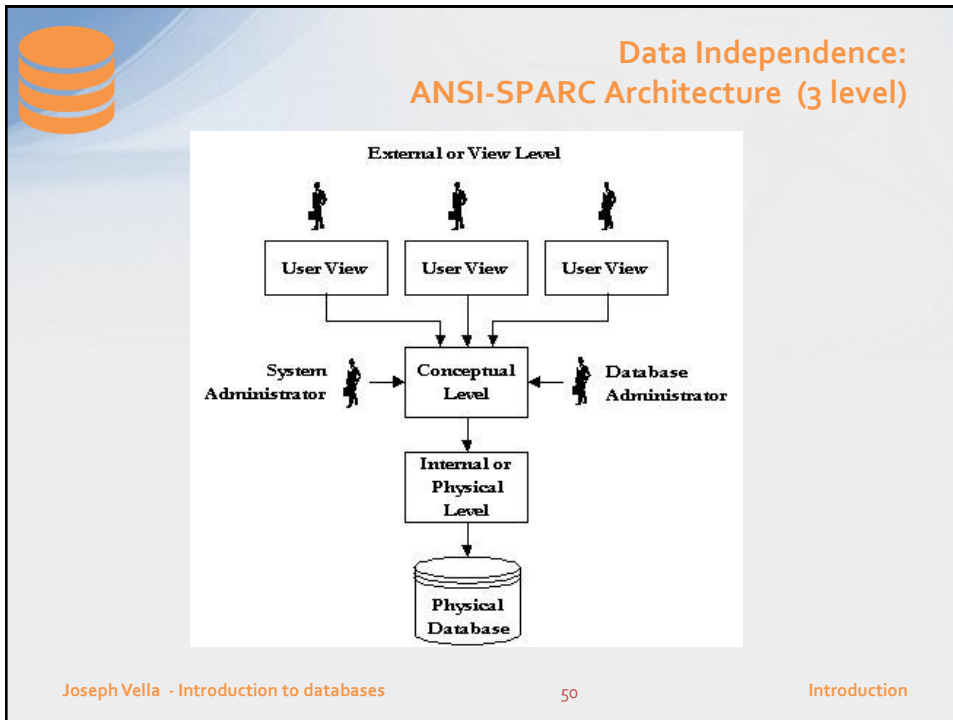 Data Independence:
ANSI-SPARC Architecture (3 level)
External or View Level
User View
User View
User View
System
Administrator
Conceptual
Level
Database
Administrator
Internal or
Physical
Level
Physical
Database
Joseph Vella - Introduction to databases
50
Introduction